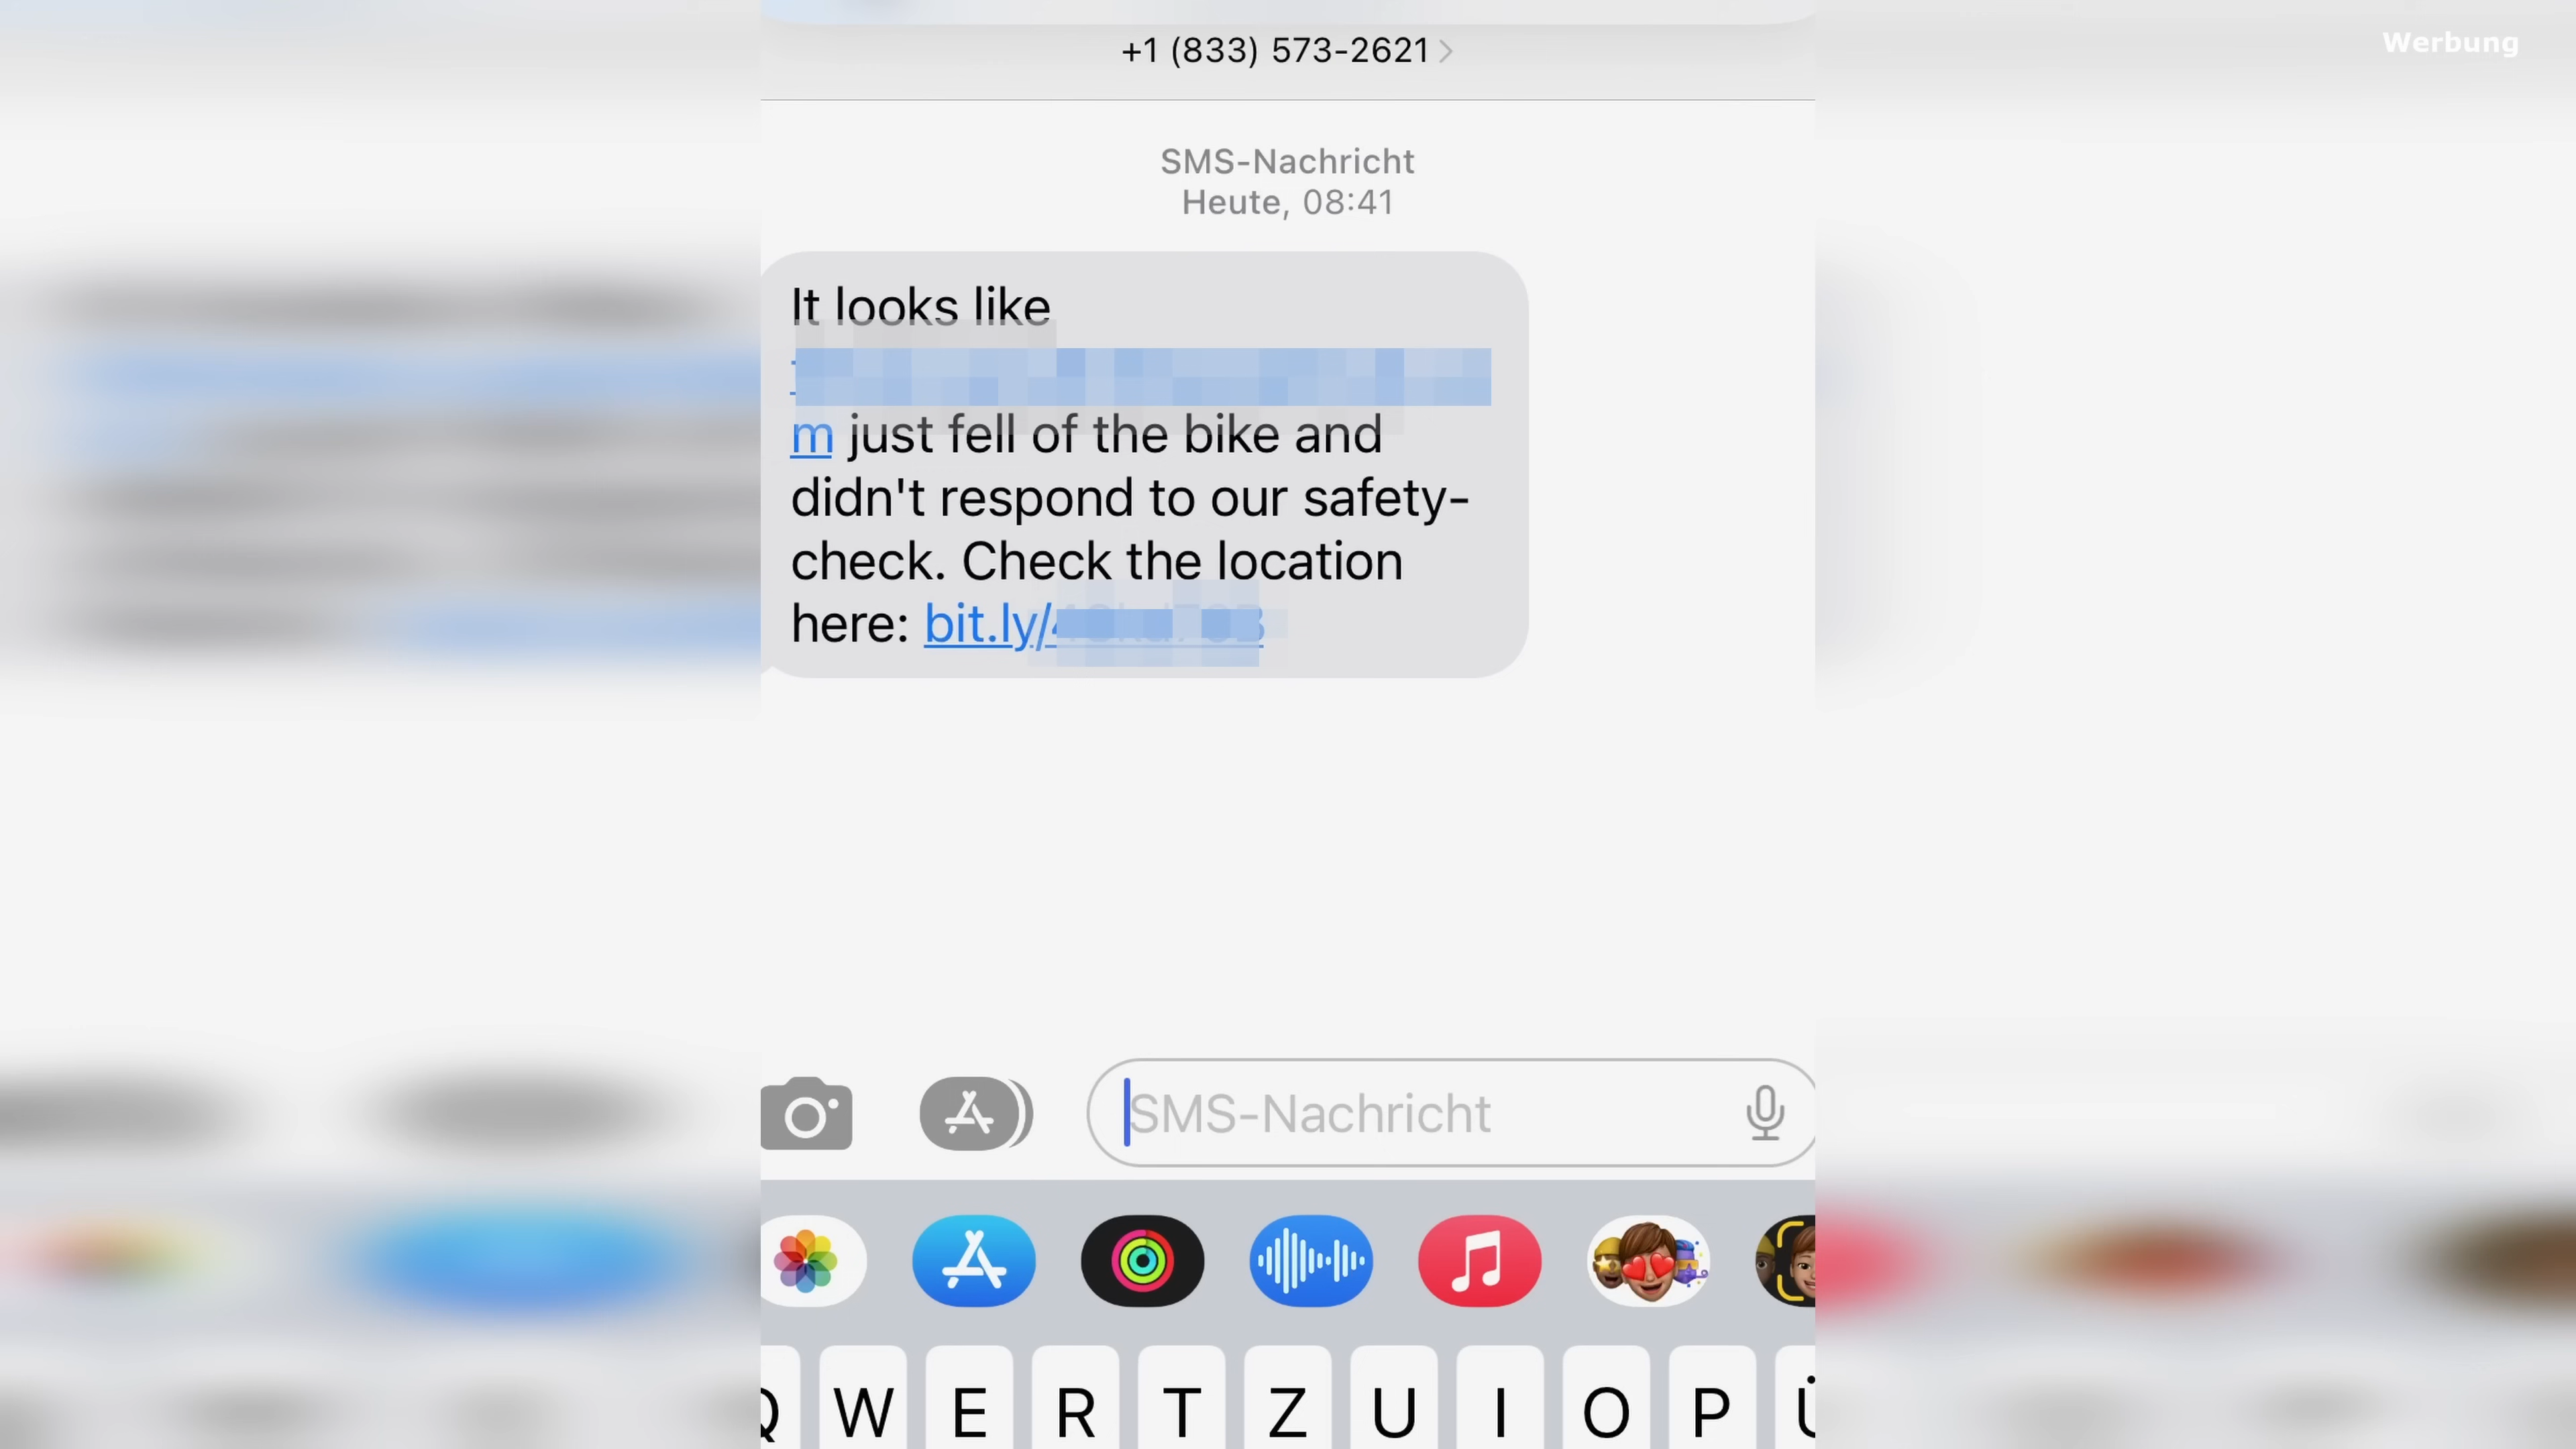 +1 (833) 573-2621
Werbung
SMS-Nachricht
Heute, 08:41
It looks like
m just fell of the bike and
didn't respond to our safety-
check. Check the location
here: bit.ly/
SMS-Nachricht
Q W E R T Z U I O P Ü